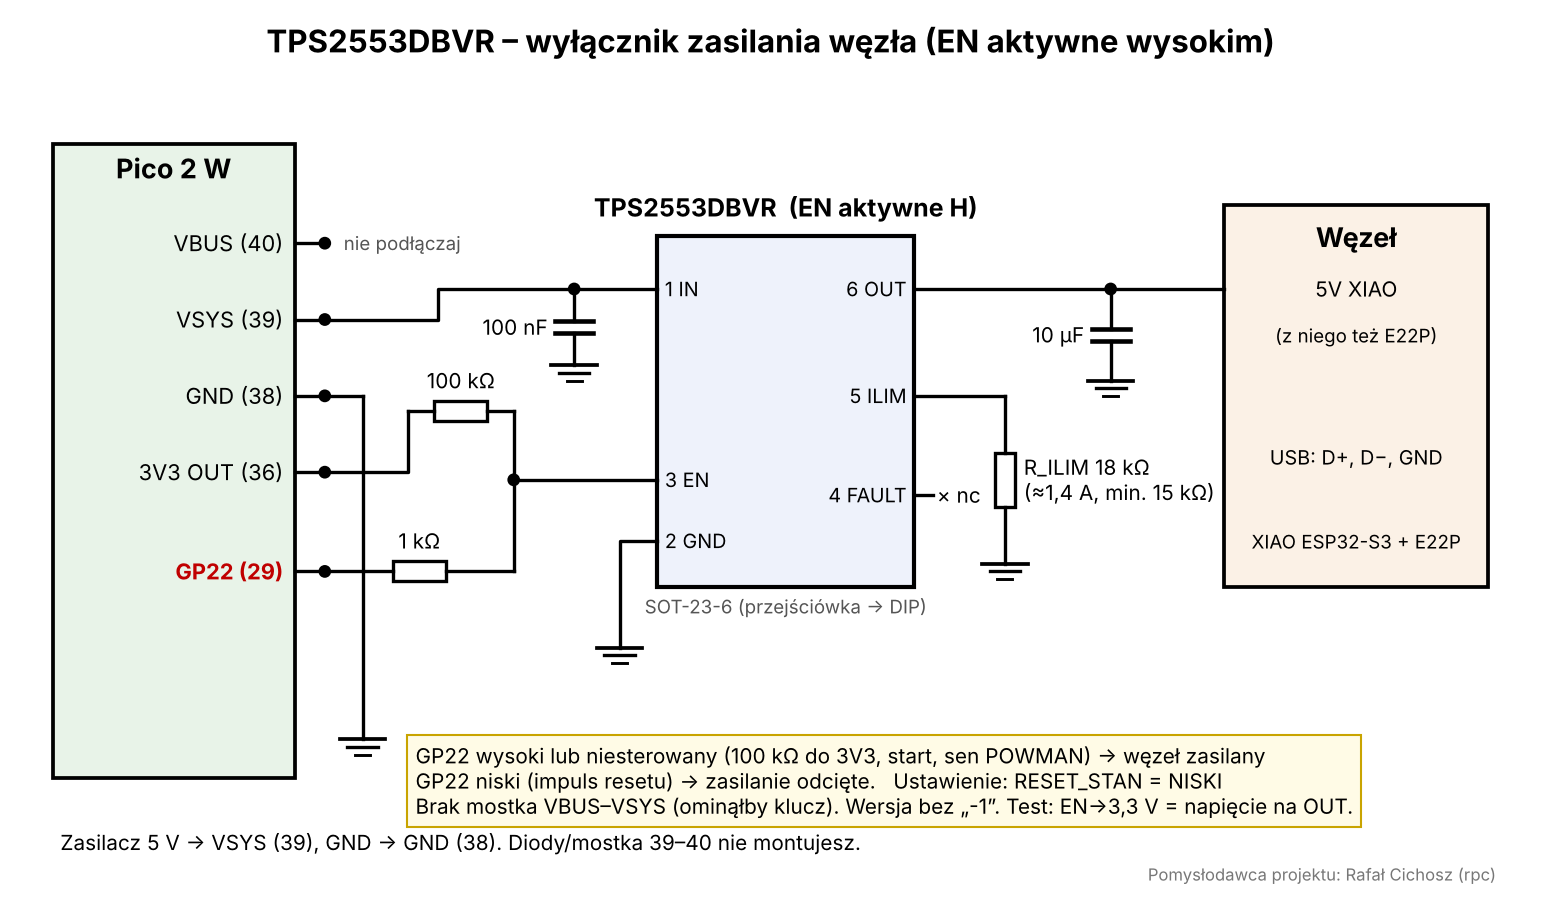 TPS2553DBVR – wyłącznik zasilania węzła (EN aktywne wysokim)
Pico 2 W
VBUS (40)
nie podłączaj
VSYS (39)
GND (38)
3V3 OUT (36)
GP22 (29)
100 nF
100 kΩ
1 kΩ
TPS2553DBVR (EN aktywne H)
1 IN
6 OUT
5 ILIM
3 EN
4 FAULT
× nc
2 GND
SOT-23-6 (przejściówka → DIP)
10 µF
R_ILIM 18 kΩ
(≈1,4 A, min. 15 kΩ)
Węzeł
5V XIAO
(z niego też E22P)
USB: D+, D−, GND
XIAO ESP32-S3 + E22P
GP22 wysoki lub niesterowany (100 kΩ do 3V3, start, sen POWMAN) → węzeł zasilany
GP22 niski (impuls resetu) → zasilanie odcięte. Ustawienie: RESET_STAN = NISKI
Brak mostka VBUS–VSYS (ominąłby klucz). Wersja bez „-1”. Test: EN→3,3 V = napięcie na OUT.
Zasilacz 5 V → VSYS (39), GND → GND (38). Diody/mostka 39–40 nie montujesz.
Pomysłodawca projektu: Rafał Cichosz (rpc)